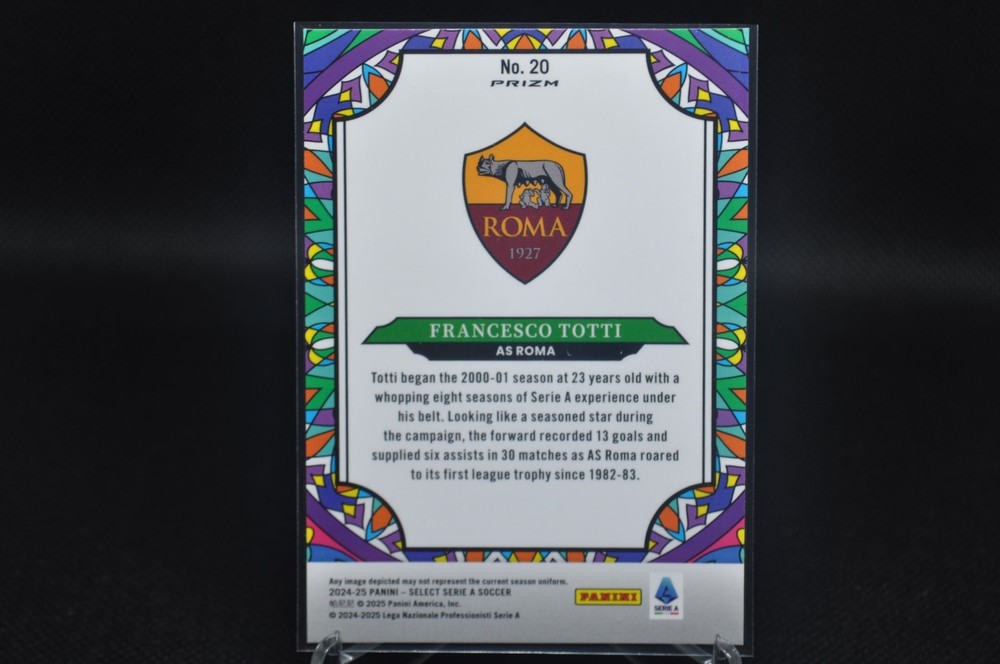 No. 20
PRIZM
ROMA
1927
FRANCESCO TOTTI
AS ROMA
Totti began the 2000-01 season at 23 years old with a
whopping eight seasons of Serie A experience under
his belt. Looking like a seasoned star during
the campaign, the forward recorded 13 goals and
supplied six assists in 30 matches as AS Roma roared
to its first league trophy since 1982-83.
Any image depicted may not represent the current season uniform.
2024-25 PANINI – SELECT SERIE A SOCCER
帕尼尼 © 2025 Panini America, Inc.
© 2024-2025 Lega Nazionale Professionisti Serie A
PANINI
SERIE A